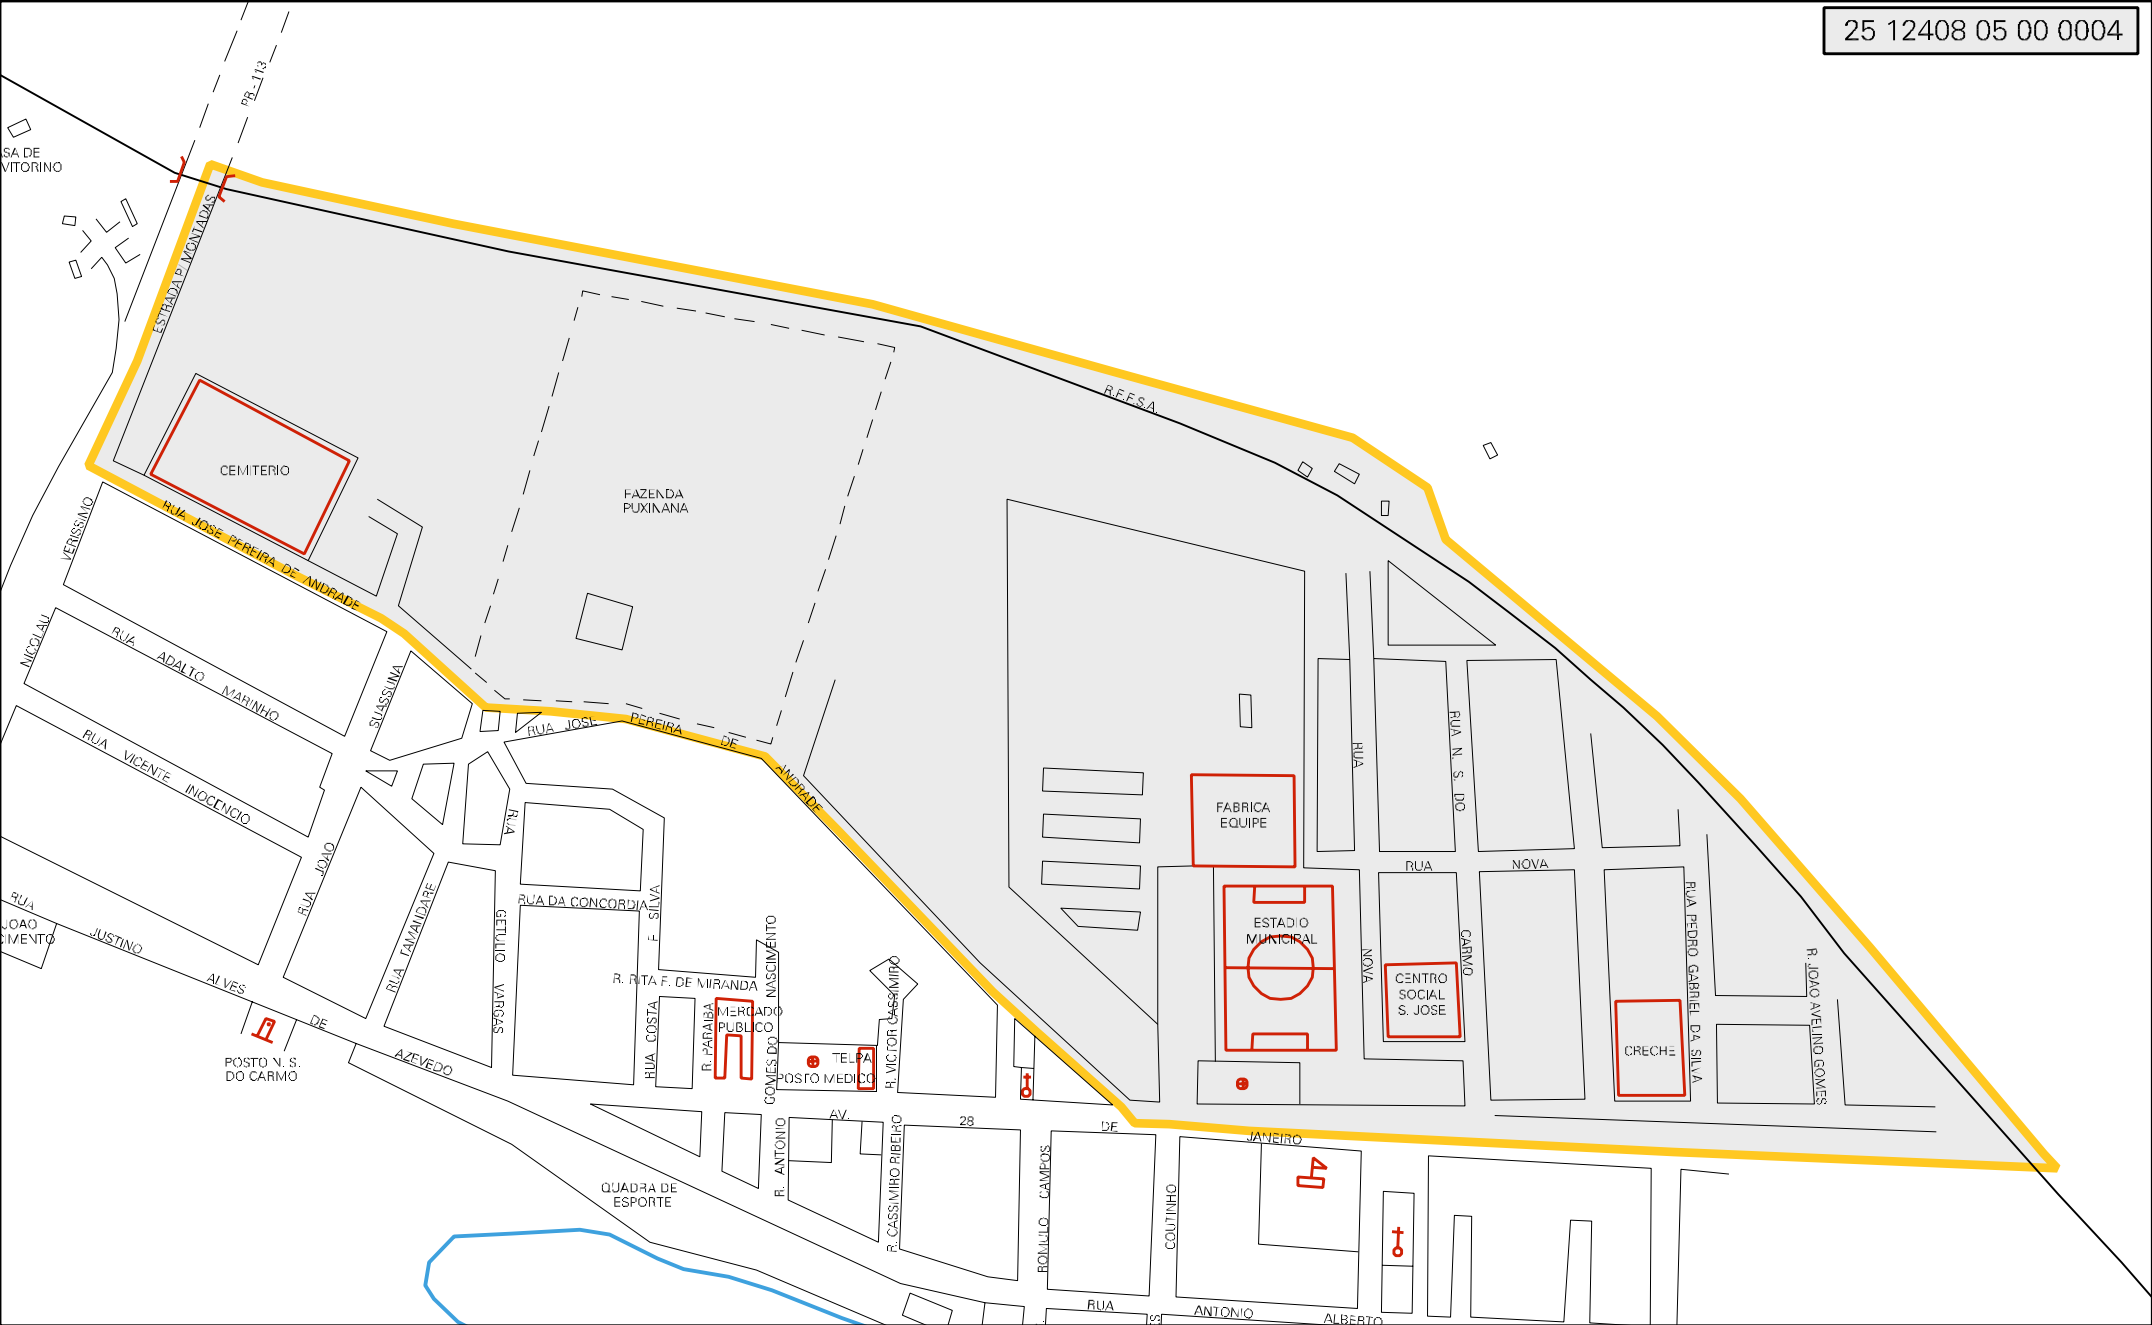 25 12408 05 00 0004
PB - 113
VITORINO
ESTRADA P/ MONTADAS
R.F.F.S.A.
CEMITERIO
FAZENDA
PUXINANA
VERISSIMO
RUA JOSE PEREIRA DE ANDRADE
NICOLAU
RUA ADALTO MARINHO
SUASSUNA
RUA JOSE PEREIRA DE ANDRADE
RUA VICENTE INOCENCIO
RUA N. S. DO CARMO
RUA NOVA
FABRICA
EQUIPE
RUA NOVA
RUA JOAO
RUA GETULIO VARGAS
RUA TAMANDARE
RUA DA CONCORDIA
F. SILVA
RUA JUSTINO ALVES DE AZEVEDO
JOAO
ESTADIO
MUNICIPAL
CENTRO
SOCIAL
S. JOSE
RUA PEDRO GABRIEL DA SILVA
R. JOAO AVELINO GOMES
CRECHE
R. RITA F. DE MIRANDA
GOMES DO NASCIMENTO
R. VICTOR CASSIMIRO
RUA COSTA
R. PARAIBA
MERCADO
PUBLICO
TELPA
POSTO MEDICO
POSTO N. S.
DO CARMO
AV. 28 DE JANEIRO
R. ANTONIO
R. CASSIMIRO RIBEIRO
ROMULO CAMPOS
COUTINHO
QUADRA DE
ESPORTE
RUA ANTONIO ALBERTO